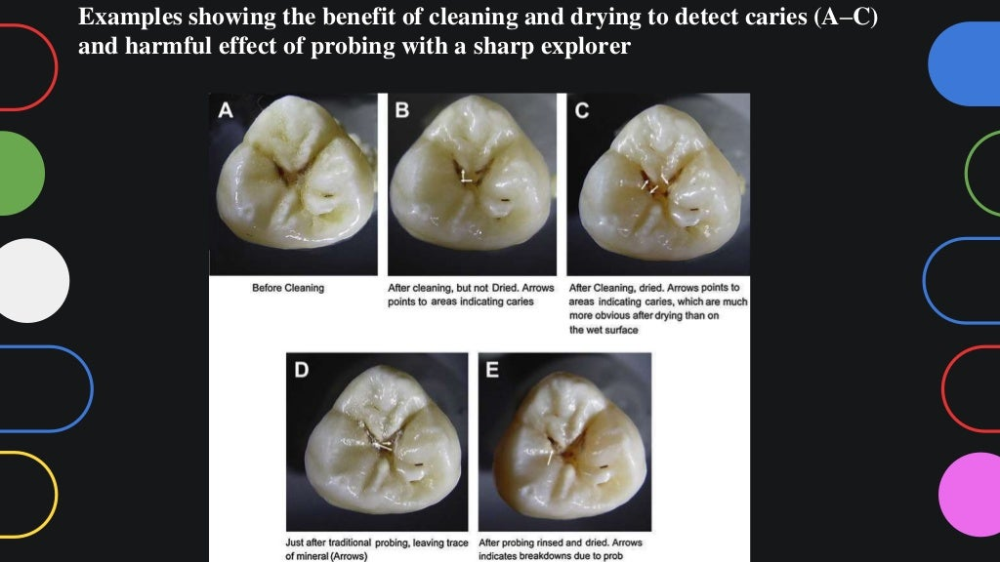 Examples showing the benefit of cleaning and drying to detect caries (A–C)
and harmful effect of probing with a sharp explorer
A
B
C
Before Cleaning
After cleaning, but not Dried. Arrows
points to areas indicating caries
After Cleaning, dried. Arrows points to
areas indicating caries, which are much
more obvious after drying than on
the wet surface
D
E
Just after traditional probing, leaving trace
of mineral (Arrows)
After probing rinsed and dried. Arrows
indicates breakdowns due to prob